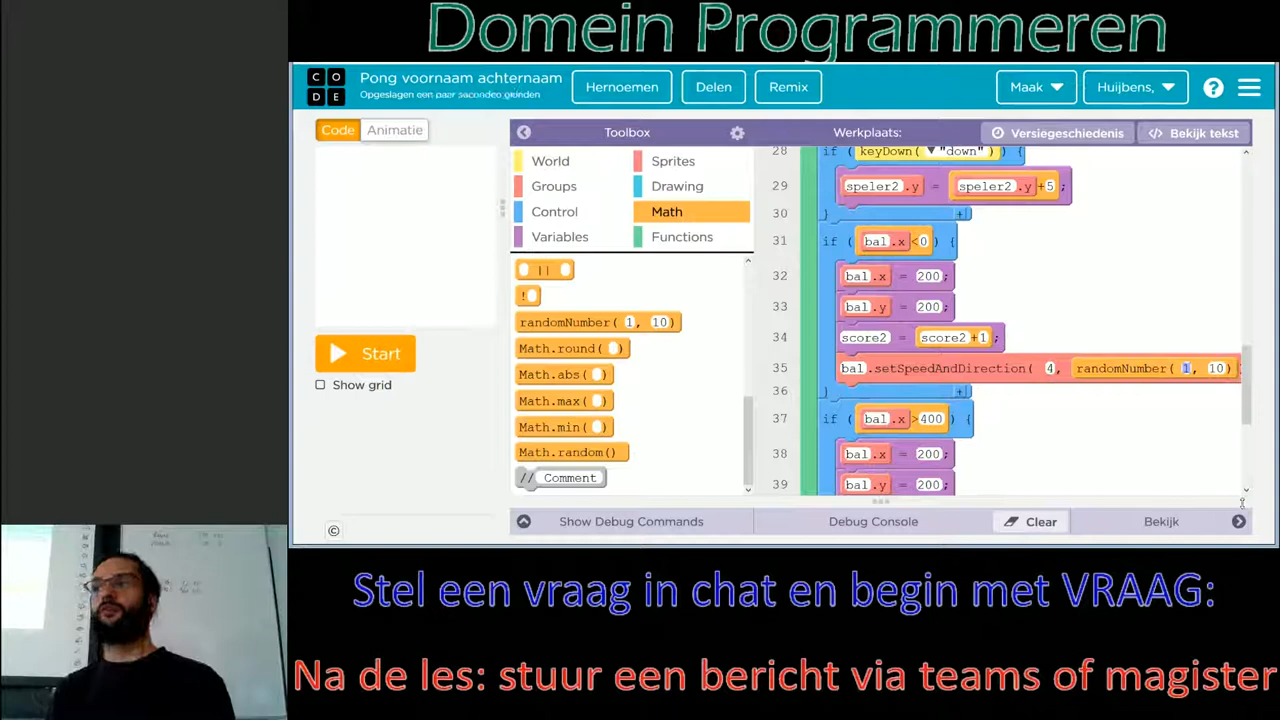 Domein Programmeren
C O
D E
Pong voornaam achternaam
Opgeslagen een paar seconden geleden
Hernoemen
Delen
Remix
Maak
Huijbens,
?
Code
Animatie
Toolbox
Werkplaats:
Versiegeschiedenis
</> Bekijk tekst
World
Sprites
Groups
Drawing
Control
Math
Variables
Functions
||
!
randomNumber( 1, 10)
Math.round( )
Math.abs( )
Math.max( )
Math.min( )
Math.random()
// Comment
28 if ( keyDown( "down" ) ) {
29 speler2.y = speler2.y+5;
30 }
31 if ( bal.x<0 ) {
32 bal.x = 200;
33 bal.y = 200;
34 score2 = score2+1;
35 bal.setSpeedAndDirection( 4, randomNumber( 1, 10)
36 }
37 if ( bal.x>400 ) {
38 bal.x = 200;
39 bal.y = 200;
Start
Show grid
©
Show Debug Commands
Debug Console
Clear
Bekijk
Stel een vraag in chat en begin met VRAAG:
Na de les: stuur een bericht via teams of magister